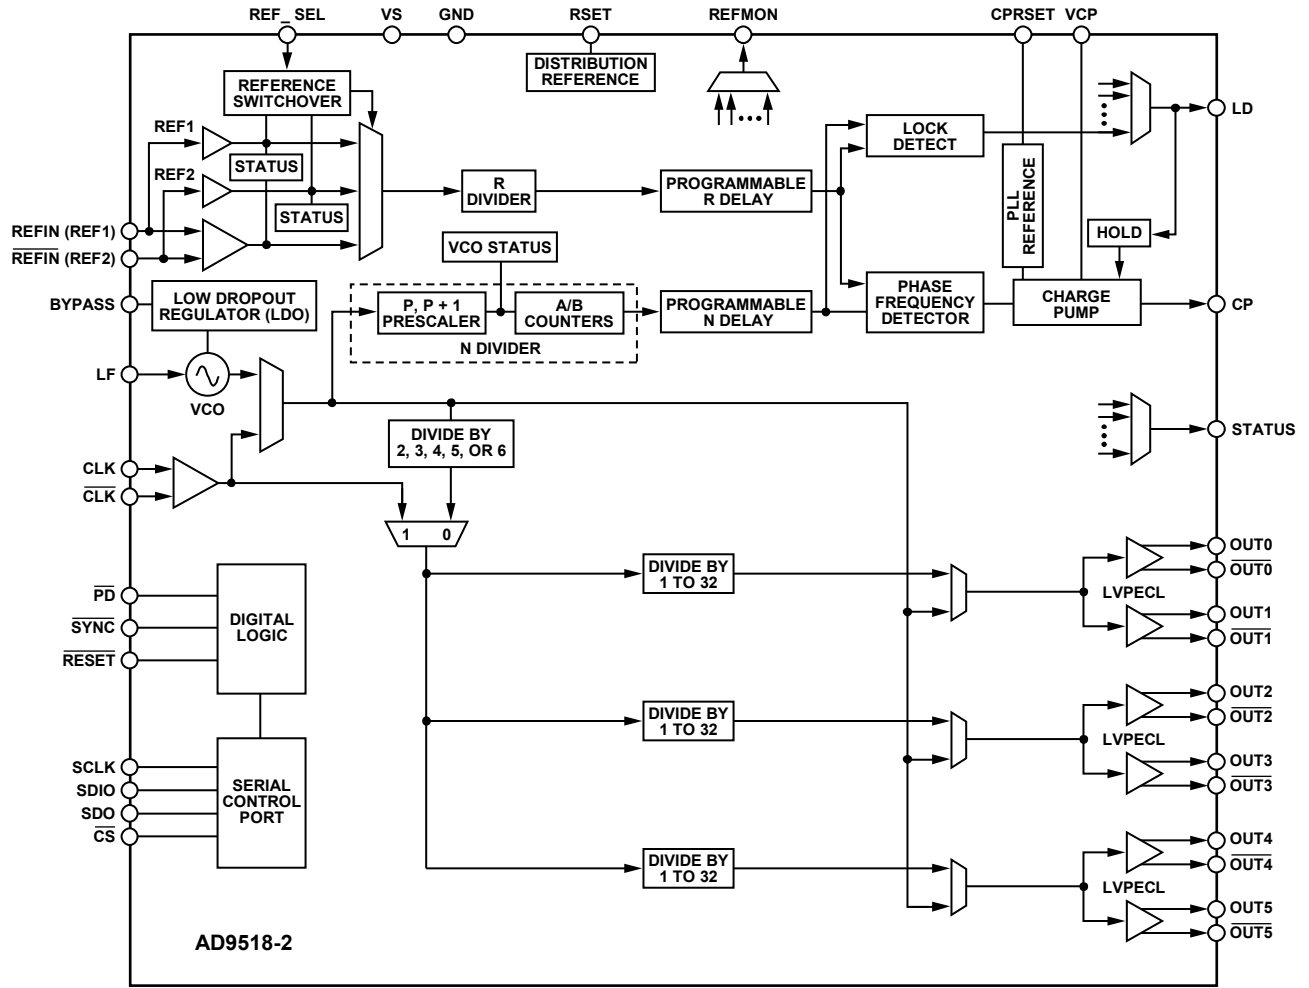 REF_ SEL
VS
GND
RSET
REFMON
CPRSET
VCP
DISTRIBUTION
REFERENCE
REFERENCE
SWITCHOVER
REF1
STATUS
REF2
STATUS
REFIN (REF1)
REFIN (REF2)
BYPASS
LOW DROPOUT
REGULATOR (LDO)
LF
VCO
R
DIVIDER
PROGRAMMABLE
R DELAY
VCO STATUS
P, P + 1
PRESCALER
A/B
COUNTERS
N DIVIDER
PROGRAMMABLE
N DELAY
LOCK
DETECT
PHASE
FREQUENCY
DETECTOR
PLL
REFERENCE
HOLD
CHARGE
PUMP
LD
CP
STATUS
CLK
CLK
DIVIDE BY
2, 3, 4, 5, OR 6
1 0
PD
SYNC
RESET
DIGITAL
LOGIC
SCLK
SDIO
SDO
CS
SERIAL
CONTROL
PORT
DIVIDE BY
1 TO 32
LVPECL
OUT0
OUT0
OUT1
OUT1
DIVIDE BY
1 TO 32
LVPECL
OUT2
OUT2
OUT3
OUT3
DIVIDE BY
1 TO 32
LVPECL
OUT4
OUT4
OUT5
OUT5
AD9518-2